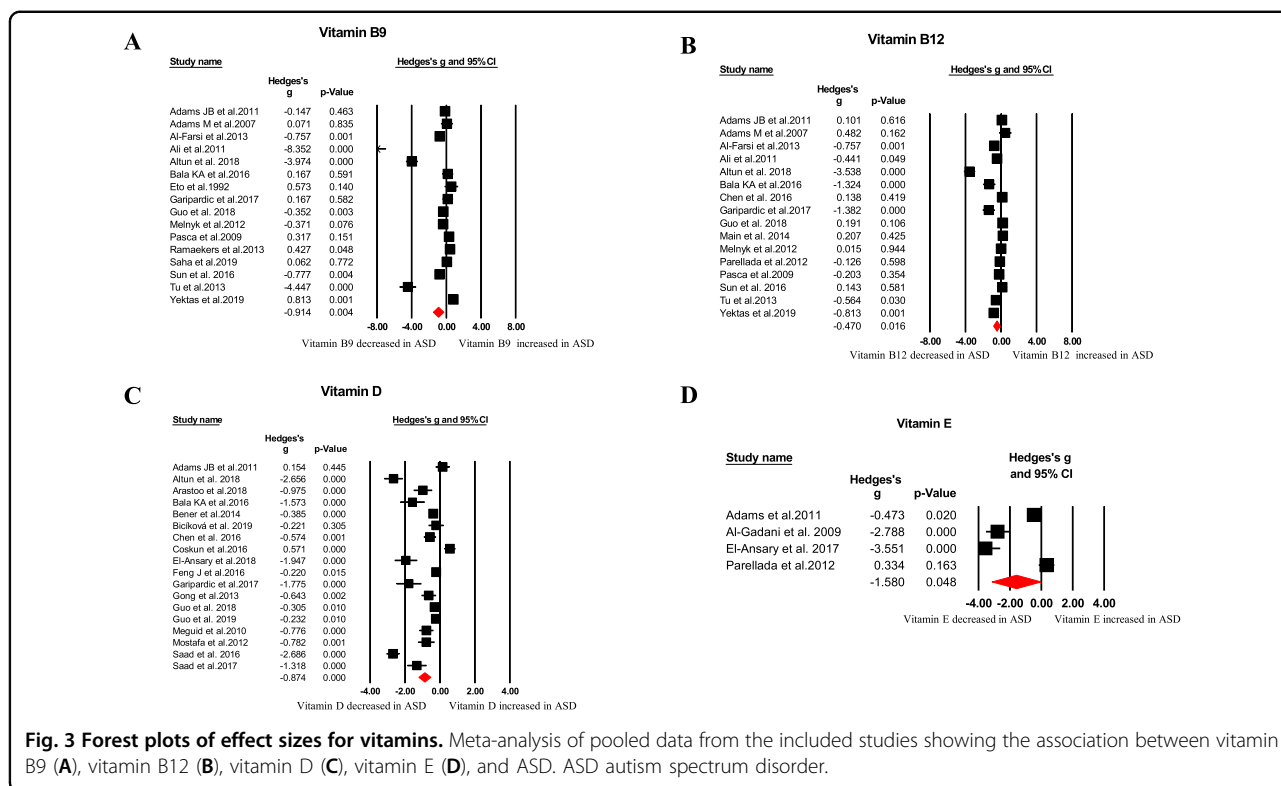 A
Vitamin B9
Study name
Hedges's g and 95% CI
Hedges's
g p-Value
Adams JB et al.2011 -0.147 0.463
Adams M et al.2007 0.071 0.835
Al-Farsi et al.2013 -0.757 0.001
Ali et al.2011 -8.352 0.000
Altun et al. 2018 -3.974 0.000
Bala KA et al.2016 0.167 0.591
Eto et al.1992 0.573 0.140
Garipardic et al.2017 0.167 0.582
Guo et al. 2018 -0.352 0.003
Melnyk et al.2012 -0.371 0.076
Pasca et al.2009 0.317 0.151
Ramaekers et al.2013 0.427 0.048
Saha et al.2019 0.062 0.772
Sun et al. 2016 -0.777 0.004
Tu et al.2013 -4.447 0.000
Yektas et al.2019 0.813 0.001
-0.914 0.004
-8.00 -4.00 0.00 4.00 8.00
Vitamin B9 decreased in ASD Vitamin B9 increased in ASD
B
Vitamin B12
Study name
Hedges's g and 95% CI
Hedges's
g p-Value
Adams JB et al.2011 0.101 0.616
Adams M et al.2007 0.482 0.162
Al-Farsi et al.2013 -0.757 0.001
Ali et al.2011 -0.441 0.049
Altun et al. 2018 -3.538 0.000
Bala KA et al.2016 -1.324 0.000
Chen et al. 2016 0.138 0.419
Garipardic et al.2017 -1.382 0.000
Guo et al. 2018 0.191 0.106
Main et al. 2014 0.207 0.425
Melnyk et al.2012 0.015 0.944
Parellada et al.2012 -0.126 0.598
Pasca et al.2009 -0.203 0.354
Sun et al. 2016 0.143 0.581
Tu et al.2013 -0.564 0.030
Yektas et al.2019 -0.813 0.001
-0.470 0.016
-8.00 -4.00 0.00 4.00 8.00
Vitamin B12 decreased in ASD Vitamin B12 increased in ASD
C
Vitamin D
Study name
Hedges's g and 95% CI
Hedges's
g p-Value
Adams JB et al.2011 0.154 0.445
Altun et al. 2018 -2.656 0.000
Arastoo et al.2018 -0.975 0.000
Bala KA et al.2016 -1.573 0.000
Bener et al.2014 -0.385 0.000
Bicíková et al. 2019 -0.221 0.305
Chen et al. 2016 -0.574 0.001
Coskun et al.2016 0.571 0.000
El-Ansary et al.2018 -1.947 0.000
Feng J et al.2016 -0.220 0.015
Garipardic et al.2017 -1.775 0.000
Gong et al.2013 -0.643 0.002
Guo et al. 2018 -0.305 0.010
Guo et al. 2019 -0.232 0.010
Meguid et al.2010 -0.776 0.000
Mostafa et al.2012 -0.782 0.001
Saad et al. 2016 -2.686 0.000
Saad et al.2017 -1.318 0.000
-0.874 0.000
-4.00 -2.00 0.00 2.00 4.00
Vitamin D decreased in ASD Vitamin D increased in ASD
D
Vitamin E
Study name
Hedges's g
and 95% CI
Hedges's
g p-Value
Adams et al.2011 -0.473 0.020
Al-Gadani et al. 2009 -2.788 0.000
El-Ansary et al. 2017 -3.551 0.000
Parellada et al.2012 0.334 0.163
-1.580 0.048
-4.00 -2.00 0.00 2.00 4.00
Vitamin E decreased in ASD Vitamin E increased in ASD
Fig. 3 Forest plots of effect sizes for vitamins. Meta-analysis of pooled data from the included studies showing the association between vitamin
B9 (A), vitamin B12 (B), vitamin D (C), vitamin E (D), and ASD. ASD autism spectrum disorder.